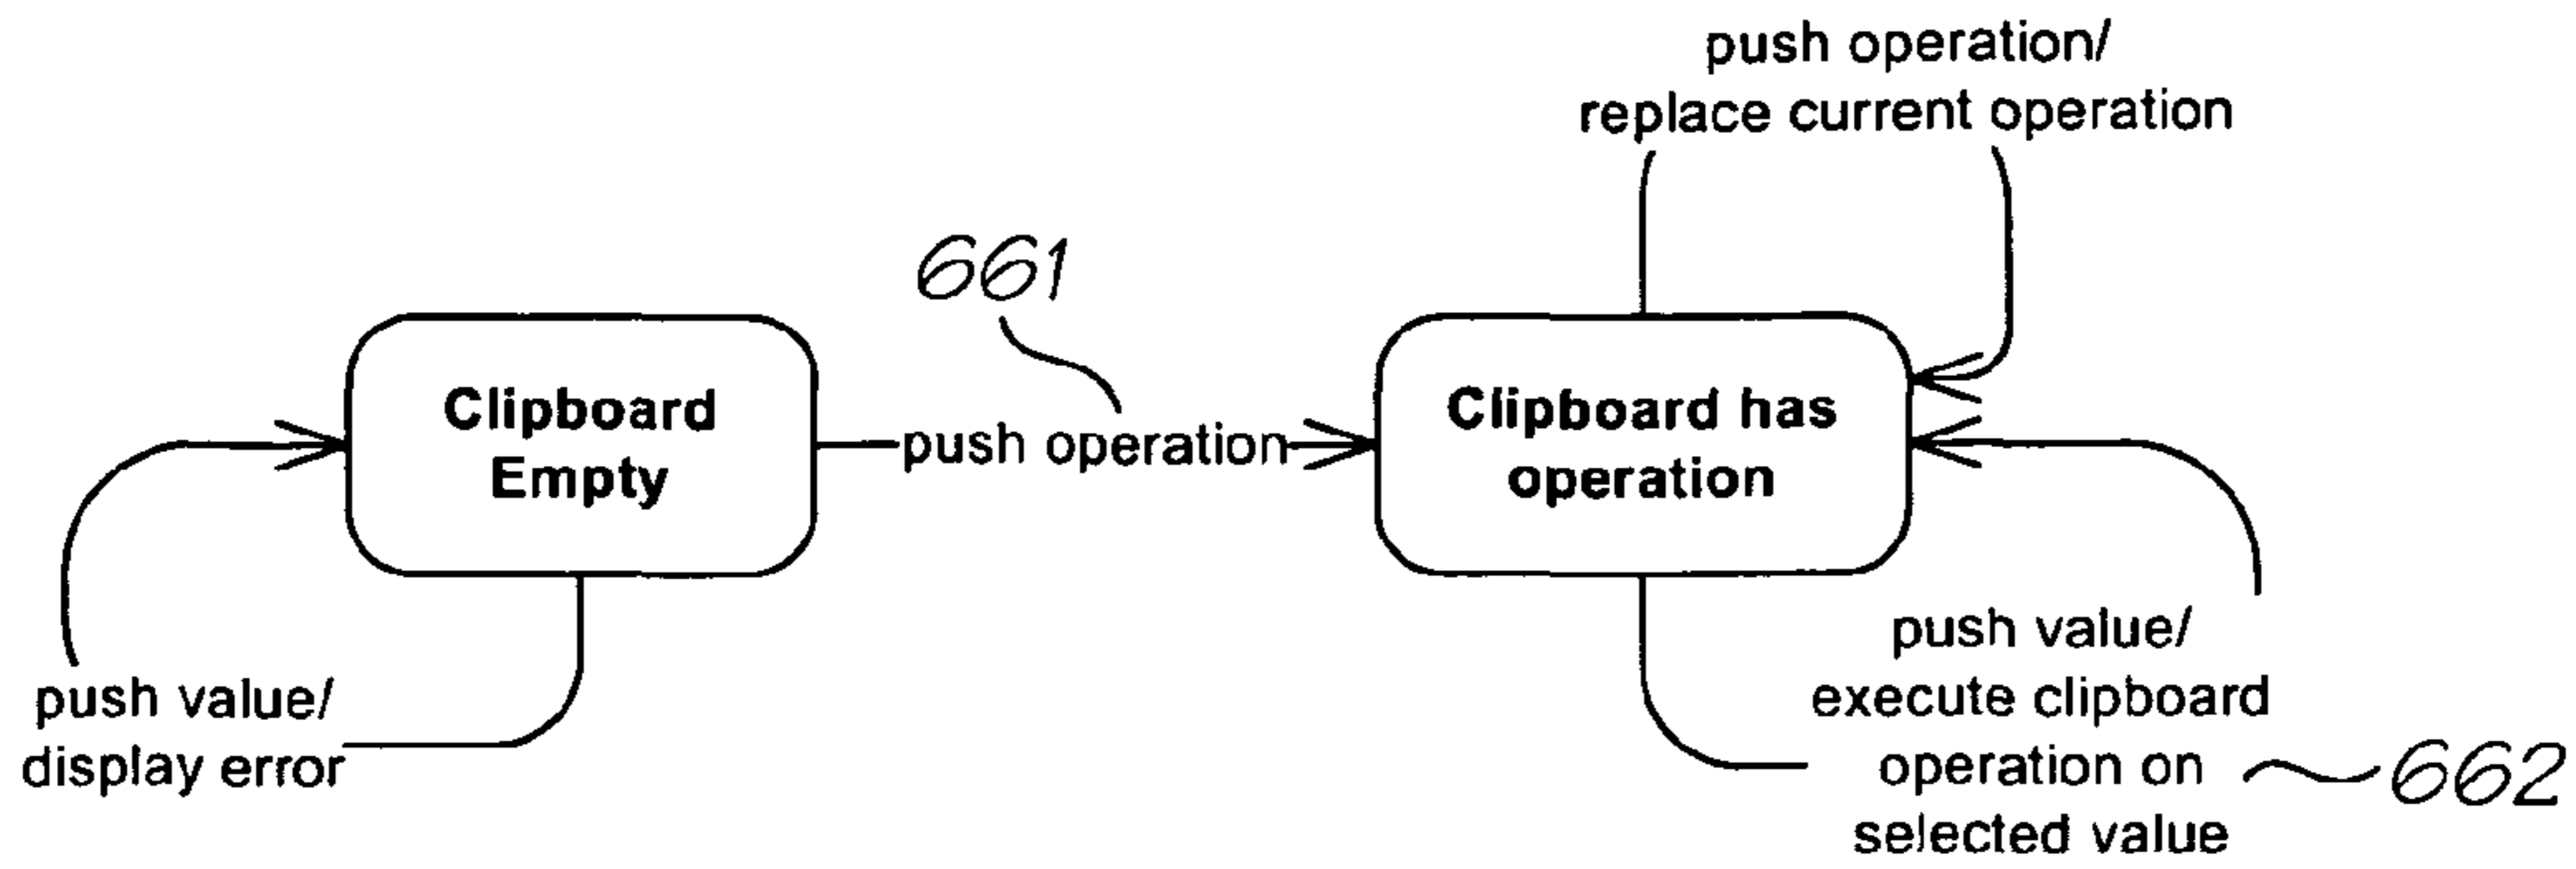 push operation/
replace current operation
661
Clipboard
Empty
push operation
Clipboard has
operation
push value/
display error
push value/
execute clipboard
operation on
selected value
662